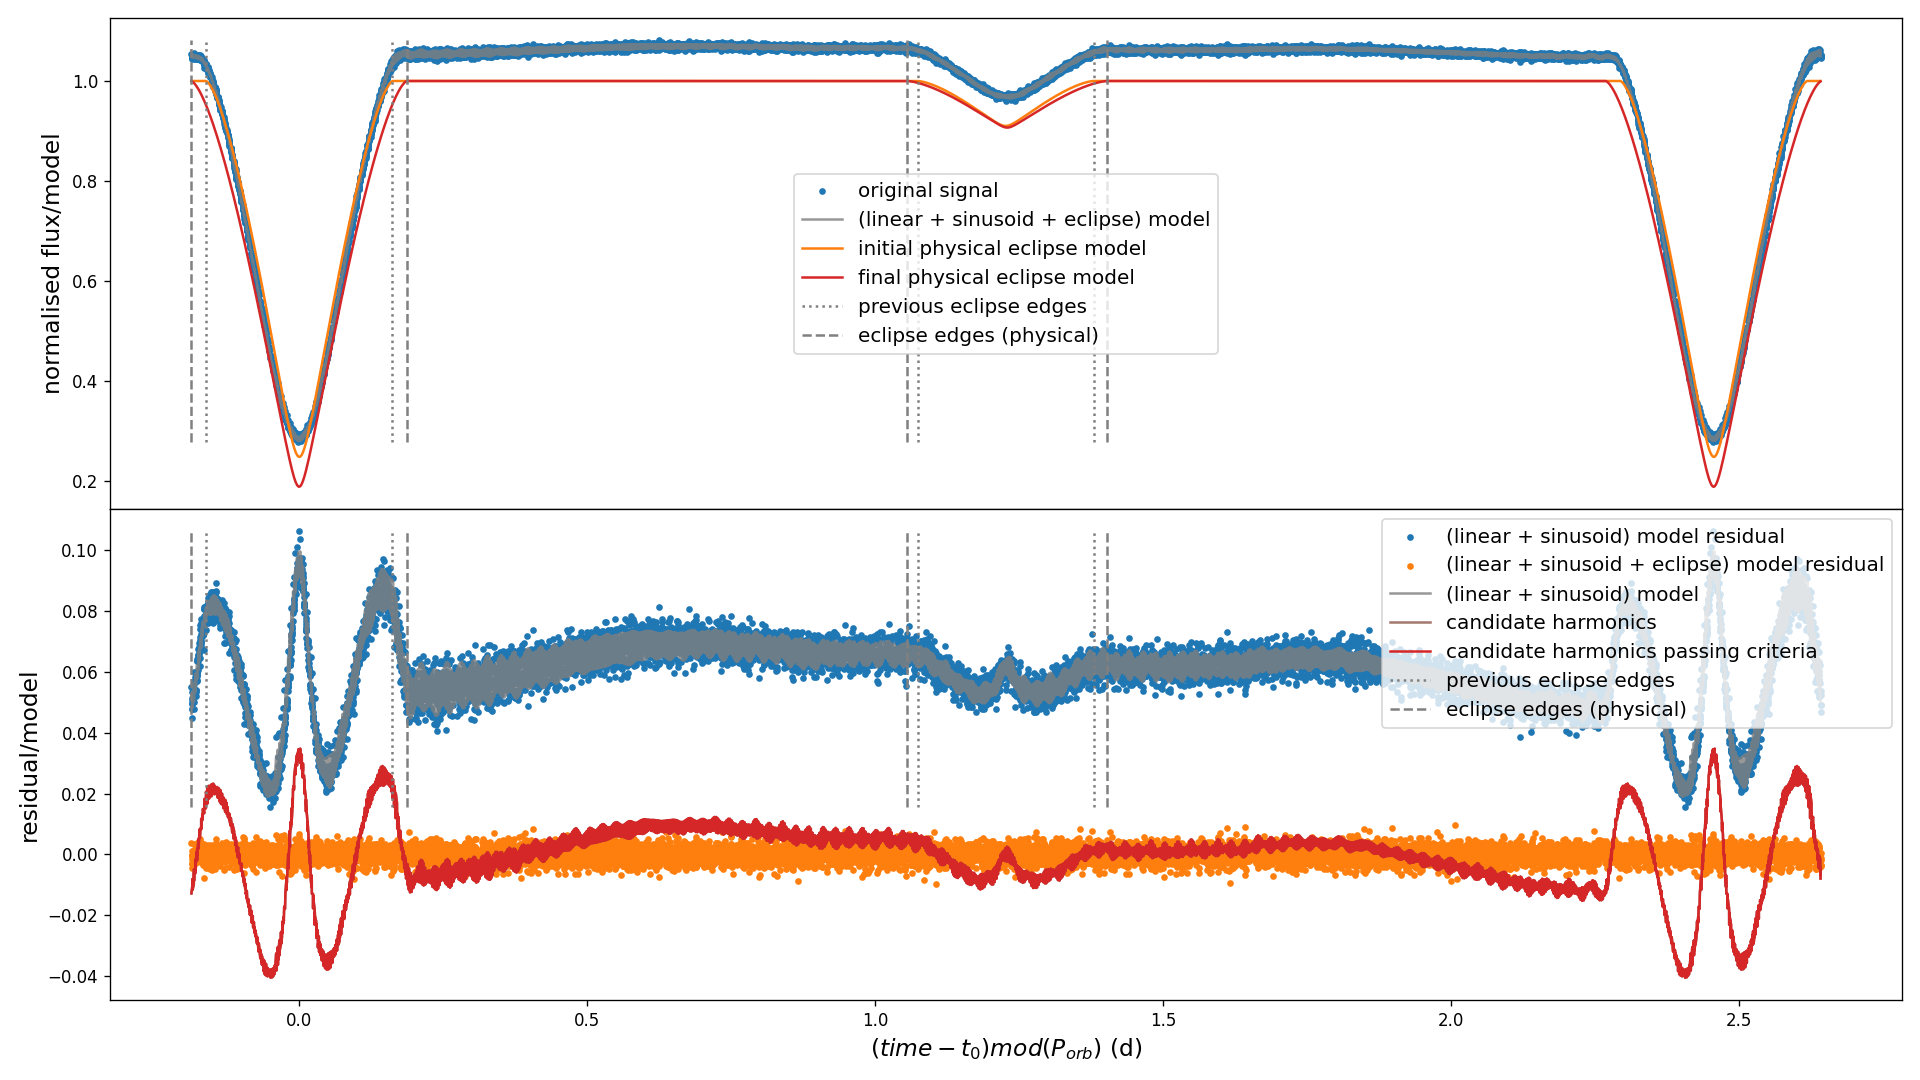 normalised flux/model
1.0
0.8
0.6
0.4
0.2
original signal
(linear + sinusoid + eclipse) model
initial physical eclipse model
final physical eclipse model
previous eclipse edges
eclipse edges (physical)
residual/model
0.10
0.08
0.06
0.04
0.02
0.00
−0.02
−0.04
(linear + sinusoid) model residual
(linear + sinusoid + eclipse) model residual
(linear + sinusoid) model
candidate harmonics
candidate harmonics passing criteria
previous eclipse edges
eclipse edges (physical)
0.0 0.5 1.0 1.5 2.0 2.5
(time − t₀)mod(Pₒᵣᵦ) (d)